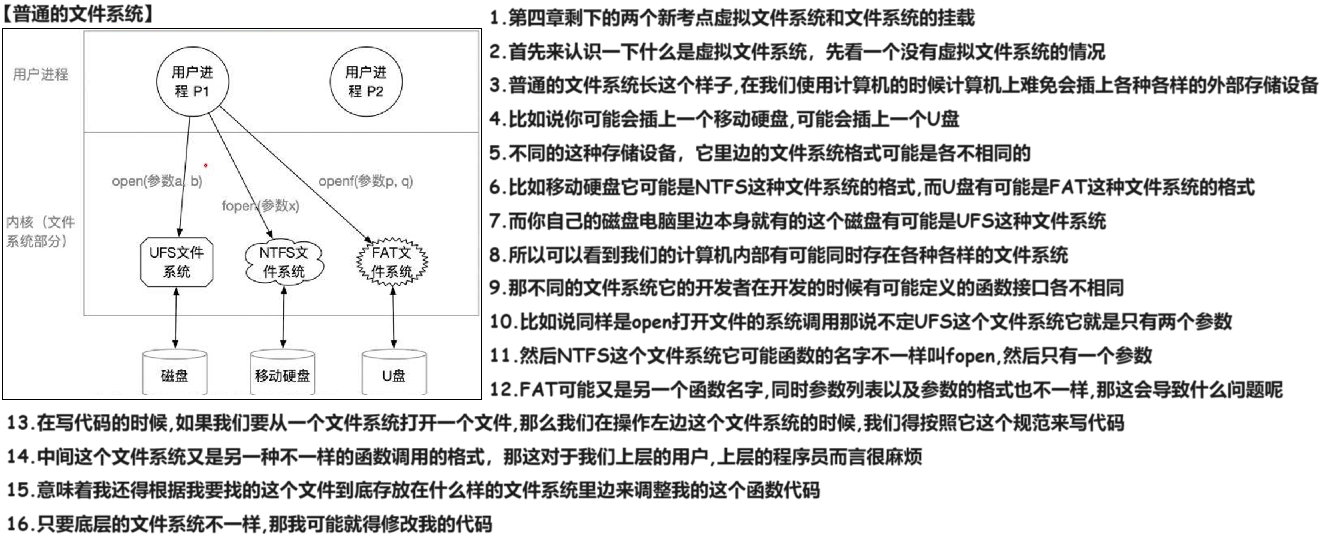 【普通的文件系统】
用户进程
用户进
程 P1
用户进
程 P2
open(参数a, b)
openf(参数p, q)
fopen(参数x)
内核（文件
系统部分）
UFS文件
系统
NTFS文
件系统
FAT文
件系统
磁盘
移动硬盘
U盘
1.第四章剩下的两个新考点虚拟文件系统和文件系统的挂载
2.首先来认识一下什么是虚拟文件系统，先看一个没有虚拟文件系统的情况
3.普通的文件系统长这个样子,在我们使用计算机的时候计算机上难免会插上各种各样的外部存储设备
4.比如说你可能会插上一个移动硬盘,可能会插上一个U盘
5.不同的这种存储设备，它里边的文件系统格式可能是各不相同的
6.比如移动硬盘它可能是NTFS这种文件系统的格式,而U盘有可能是FAT这种文件系统的格式
7.而你自己的磁盘电脑里边本身就有的这个磁盘有可能是UFS这种文件系统
8.所以可以看到我们的计算机内部有可能同时存在各种各样的文件系统
9.那不同的文件系统它的开发者在开发的时候有可能定义的函数接口各不相同
10.比如说同样是open打开文件的系统调用那说不定UFS这个文件系统它就是只有两个参数
11.然后NTFS这个文件系统它可能函数的名字不一样叫fopen,然后只有一个参数
12.FAT可能又是另一个函数名字,同时参数列表以及参数的格式也不一样,那这会导致什么问题呢
13.在写代码的时候,如果我们要从一个文件系统打开一个文件,那么我们在操作左边这个文件系统的时候,我们得按照它这个规范来写代码
14.中间这个文件系统又是另一种不一样的函数调用的格式，那这对于我们上层的用户,上层的程序员而言很麻烦
15.意味着我还得根据我要找的这个文件到底存放在什么样的文件系统里边来调整我的这个函数代码
16.只要底层的文件系统不一样,那我可能就得修改我的代码